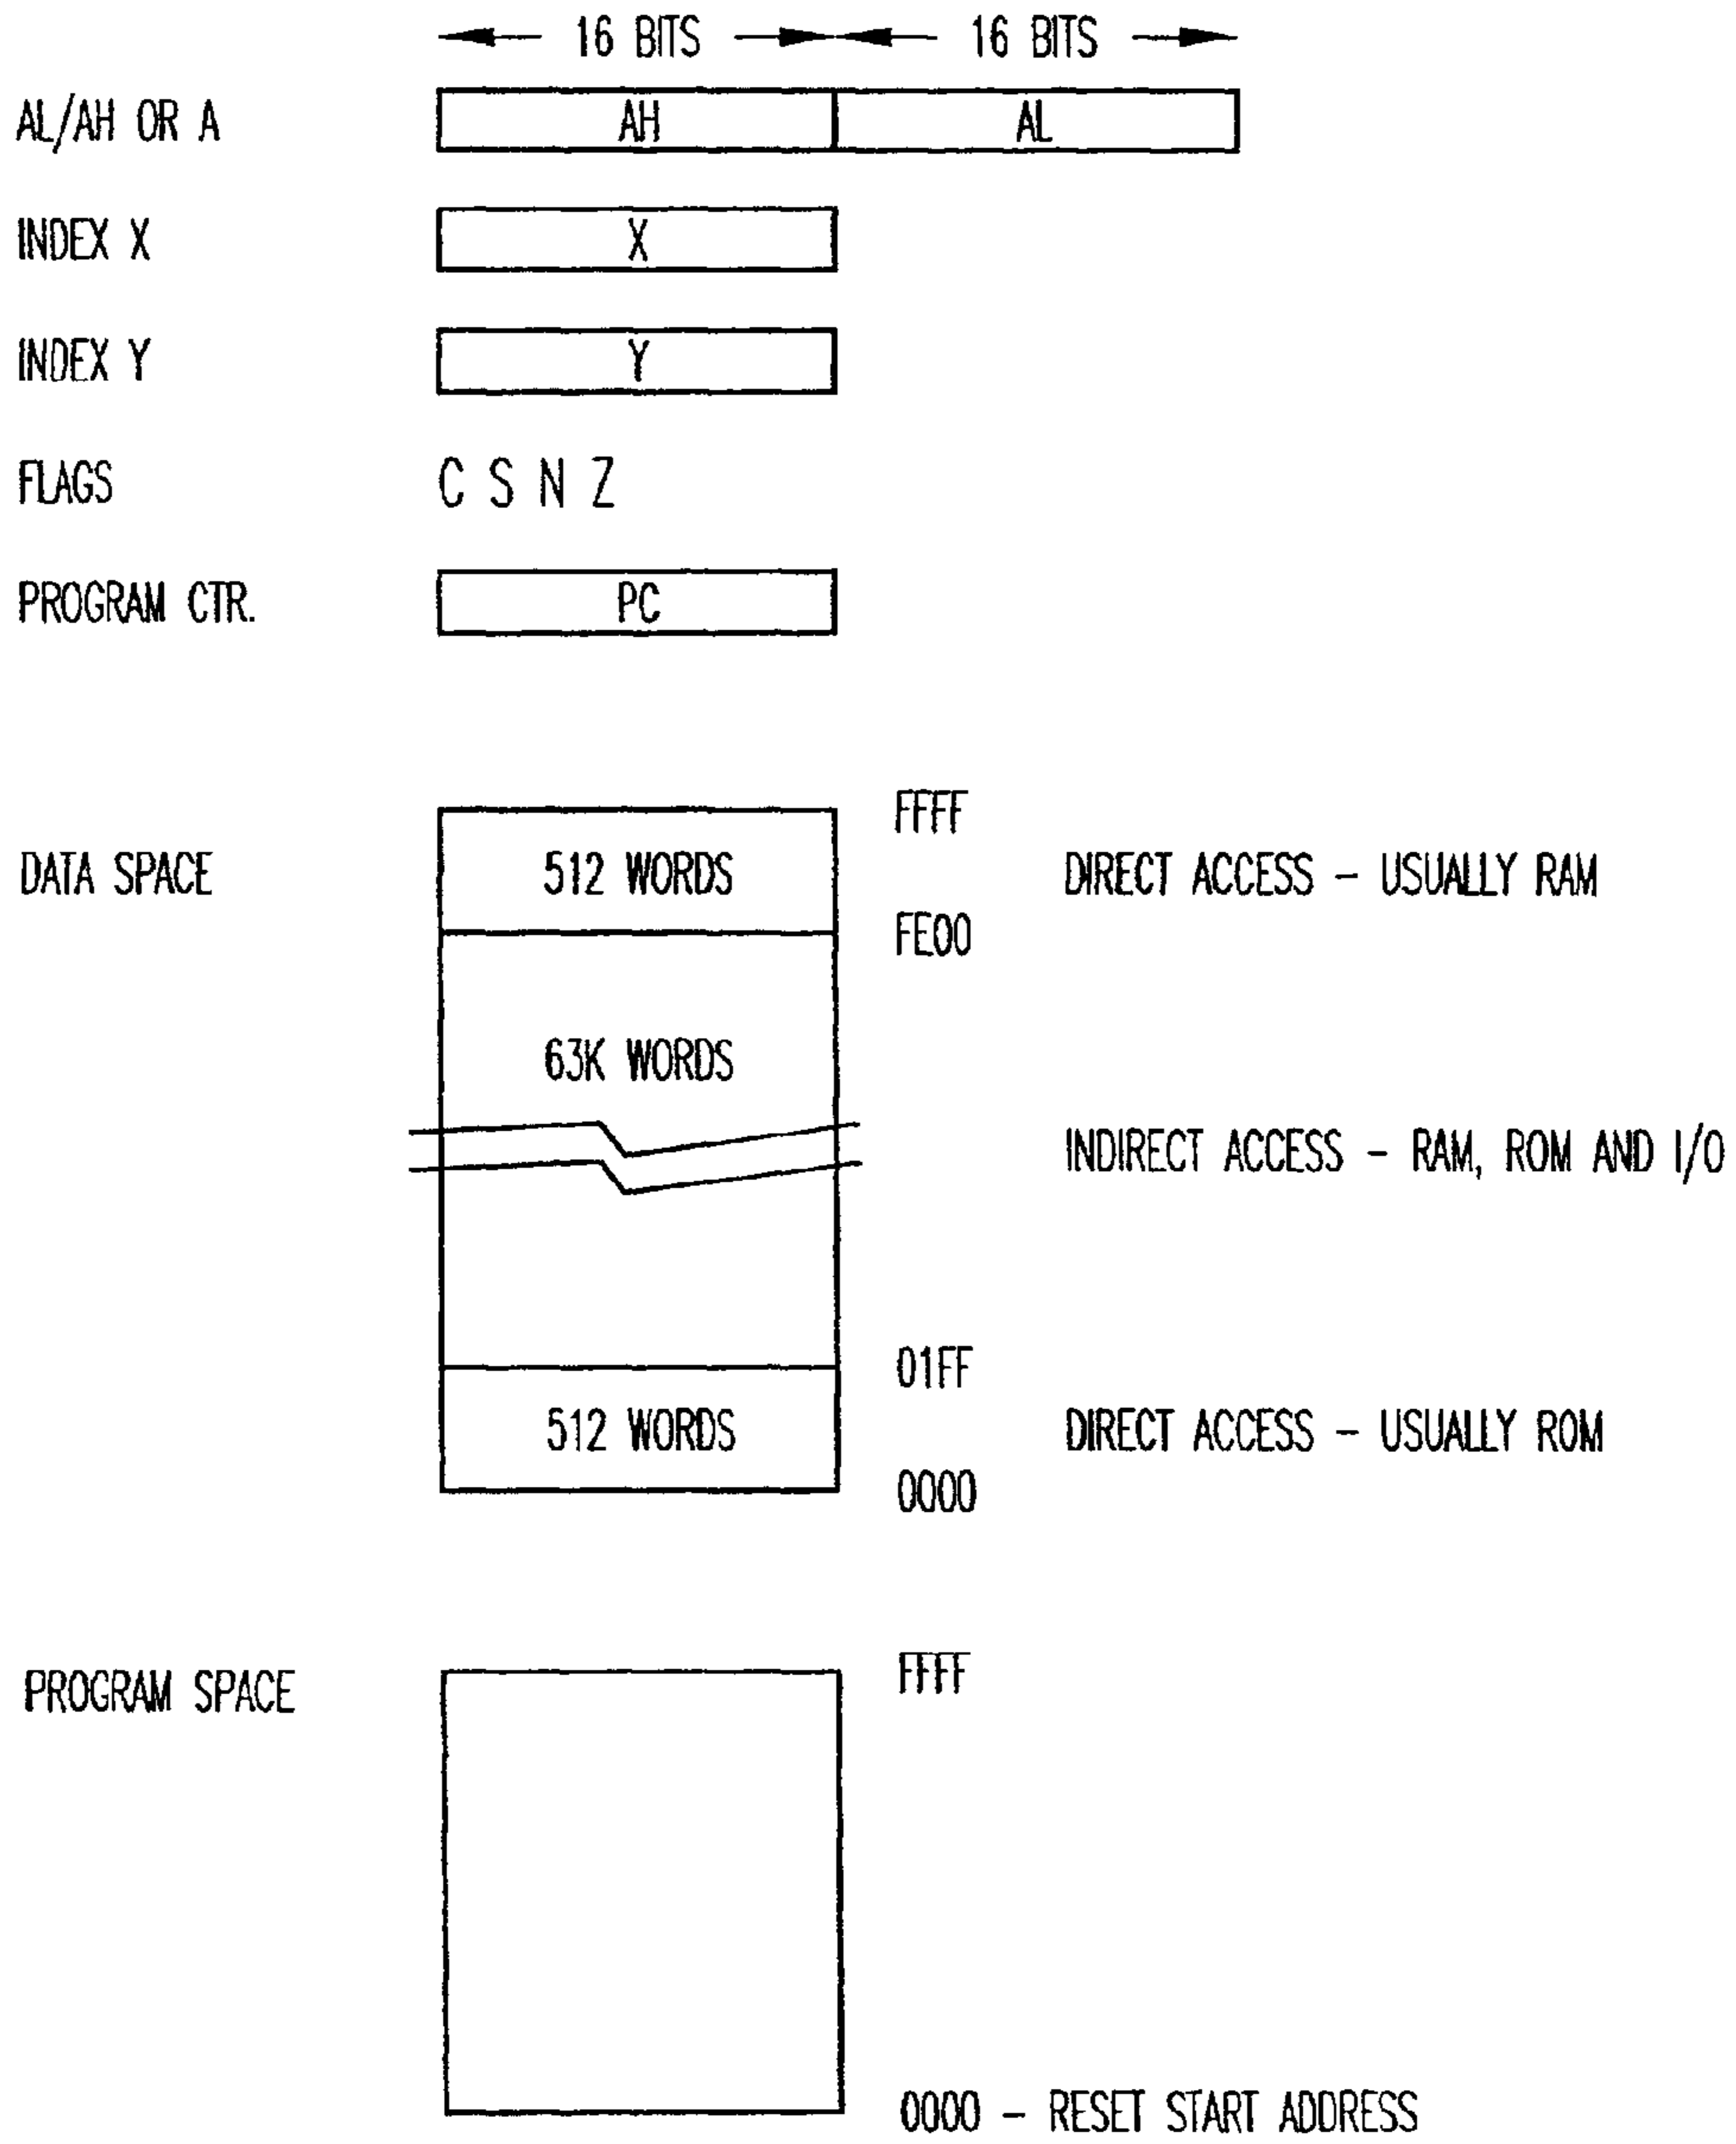 16 BITS 16 BITS
AL/AH OR A AH AL
INDEX X X
INDEX Y Y
FLAGS C S N Z
PROGRAM CTR. PC
FFFF
DATA SPACE 512 WORDS DIRECT ACCESS – USUALLY RAM
FE00
63K WORDS
INDIRECT ACCESS – RAM, ROM AND I/O
01FF
512 WORDS DIRECT ACCESS – USUALLY ROM
0000
PROGRAM SPACE FFFF
0000 – RESET START ADDRESS